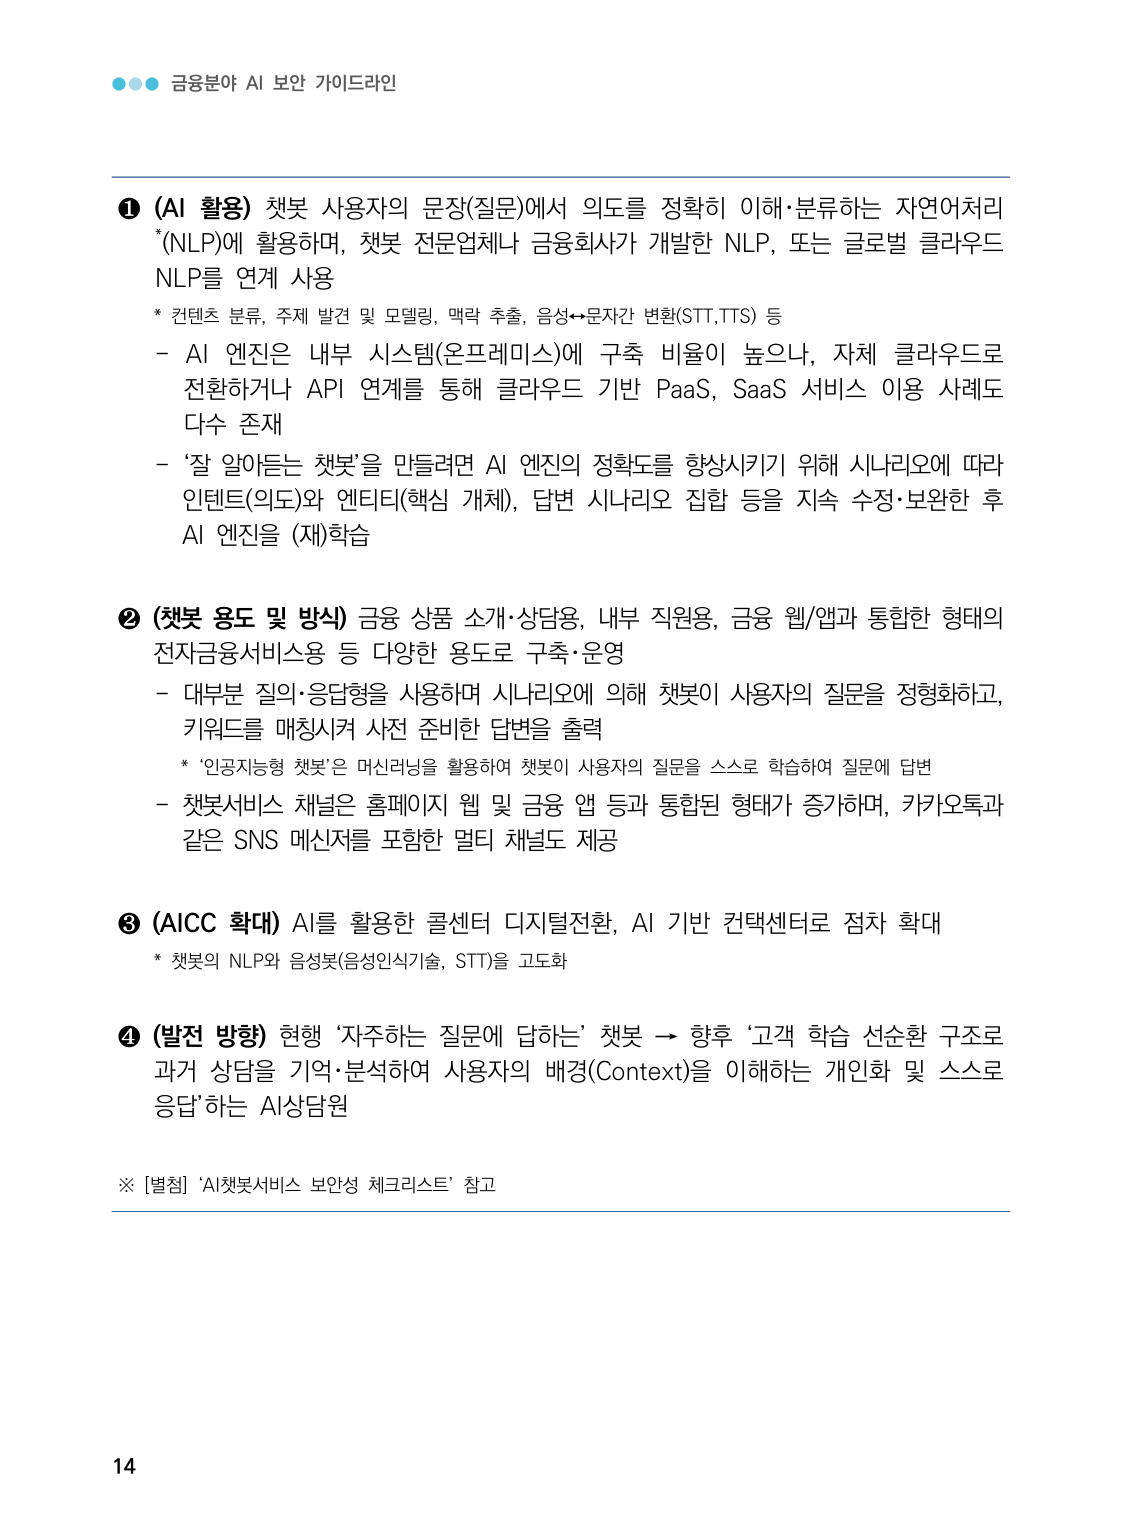 금융분야 AI 보안 가이드라인
❶ (AI 활용) 챗봇 사용자의 문장(질문)에서 의도를 정확히 이해·분류하는 자연어처리
*(NLP)에 활용하며, 챗봇 전문업체나 금융회사가 개발한 NLP, 또는 글로벌 클라우드
NLP를 연계 사용
* 컨텐츠 분류, 주제 발견 및 모델링, 맥락 추출, 음성↔문자간 변환(STT,TTS) 등
- AI 엔진은 내부 시스템(온프레미스)에 구축 비율이 높으나, 자체 클라우드로
전환하거나 API 연계를 통해 클라우드 기반 PaaS, SaaS 서비스 이용 사례도
다수 존재
- ‘잘 알아듣는 챗봇’을 만들려면 AI 엔진의 정확도를 향상시키기 위해 시나리오에 따라
인텐트(의도)와 엔티티(핵심 개체), 답변 시나리오 집합 등을 지속 수정·보완한 후
AI 엔진을 (재)학습
❷ (챗봇 용도 및 방식) 금융 상품 소개·상담용, 내부 직원용, 금융 웹/앱과 통합한 형태의
전자금융서비스용 등 다양한 용도로 구축·운영
- 대부분 질의·응답형을 사용하며 시나리오에 의해 챗봇이 사용자의 질문을 정형화하고,
키워드를 매칭시켜 사전 준비한 답변을 출력
* ‘인공지능형 챗봇’은 머신러닝을 활용하여 챗봇이 사용자의 질문을 스스로 학습하여 질문에 답변
- 챗봇서비스 채널은 홈페이지 웹 및 금융 앱 등과 통합된 형태가 증가하며, 카카오톡과
같은 SNS 메신저를 포함한 멀티 채널도 제공
❸ (AICC 확대) AI를 활용한 콜센터 디지털전환, AI 기반 컨택센터로 점차 확대
* 챗봇의 NLP와 음성봇(음성인식기술, STT)을 고도화
❹ (발전 방향) 현행 ‘자주하는 질문에 답하는’ 챗봇 → 향후 ‘고객 학습 선순환 구조로
과거 상담을 기억·분석하여 사용자의 배경(Context)을 이해하는 개인화 및 스스로
응답’하는 AI상담원
※ [별첨] ‘AI챗봇서비스 보안성 체크리스트’ 참고
14